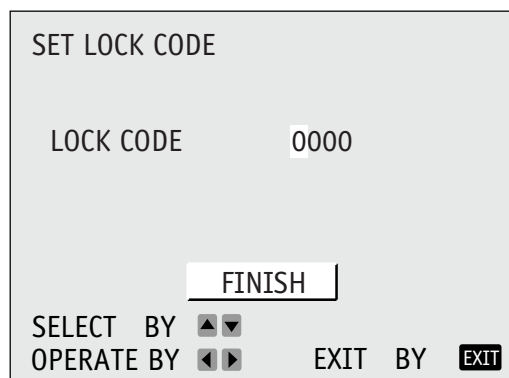 SET LOCK CODE
LOCK CODE 0000
FINISH
SELECT BY ▲▼
OPERATE BY ◀▶ EXIT BY EXIT